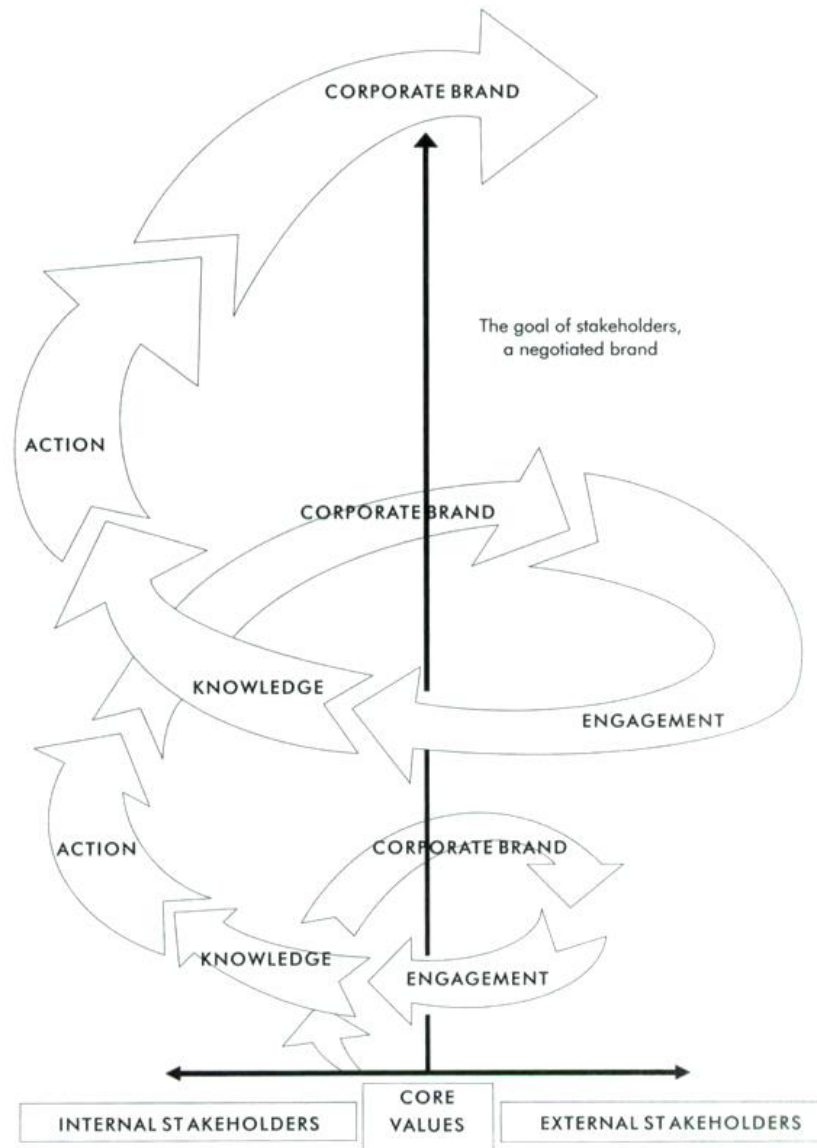 CORPORATE BRAND
The goal of stakeholders,
a negotiated brand
ACTION
CORPORATE BRAND
KNOWLEDGE
ENGAGEMENT
ACTION
CORPORATE BRAND
KNOWLEDGE
ENGAGEMENT
INTERNAL STAKEHOLDERS
CORE
VALUES
EXTERNAL STAKEHOLDERS